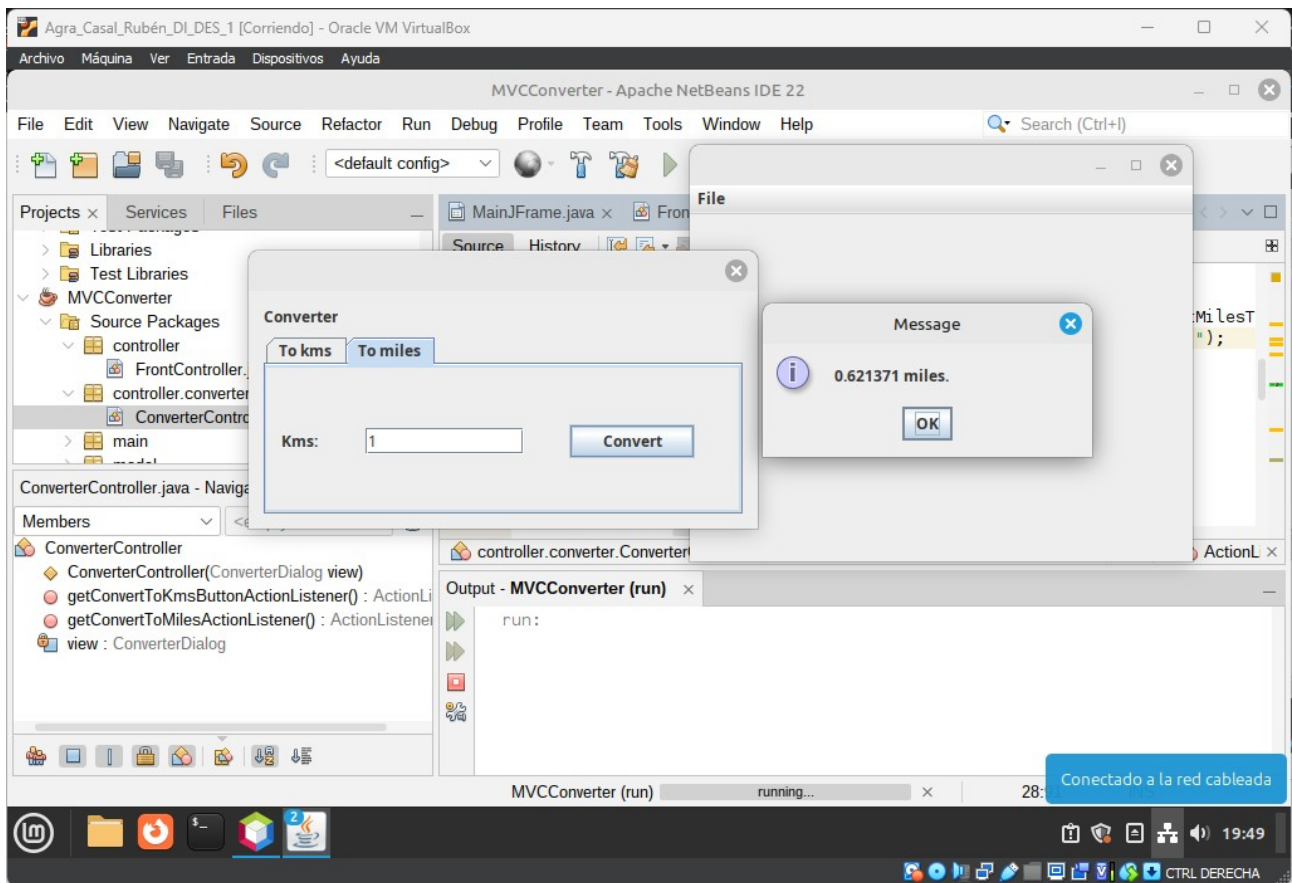 Agra_Casal_Rubén_DI_DES_1 [Corriendo] - Oracle VM VirtualBox
Archivo Máquina Ver Entrada Dispositivos Ayuda
MVCConverter - Apache NetBeans IDE 22
File Edit View Navigate Source Refactor Run Debug Profile Team Tools Window Help
Search (Ctrl+I)
<default config>
File
Projects Services Files
MainJFrame.java
Source History
Libraries
Test Libraries
MVCConverter
Source Packages
controller
FrontController.
controller.converter
main
MilesT
");
Converter
To kms To miles
Kms: 1 Convert
Message
0.621371 miles.
OK
ConverterController.java - Naviga
Members
ConverterController
ConverterController(ConverterDialog view)
getConvertToKmsButtonActionListener() : ActionLi
getConvertToMilesActionListener() : ActionListener
view : ConverterDialog
controller.converter.Converter
ActionLi
Output - MVCConverter (run)
run:
MVCConverter (run) running...
28:
Conectado a la red cableada
2
19:49
CTRL DERECHA